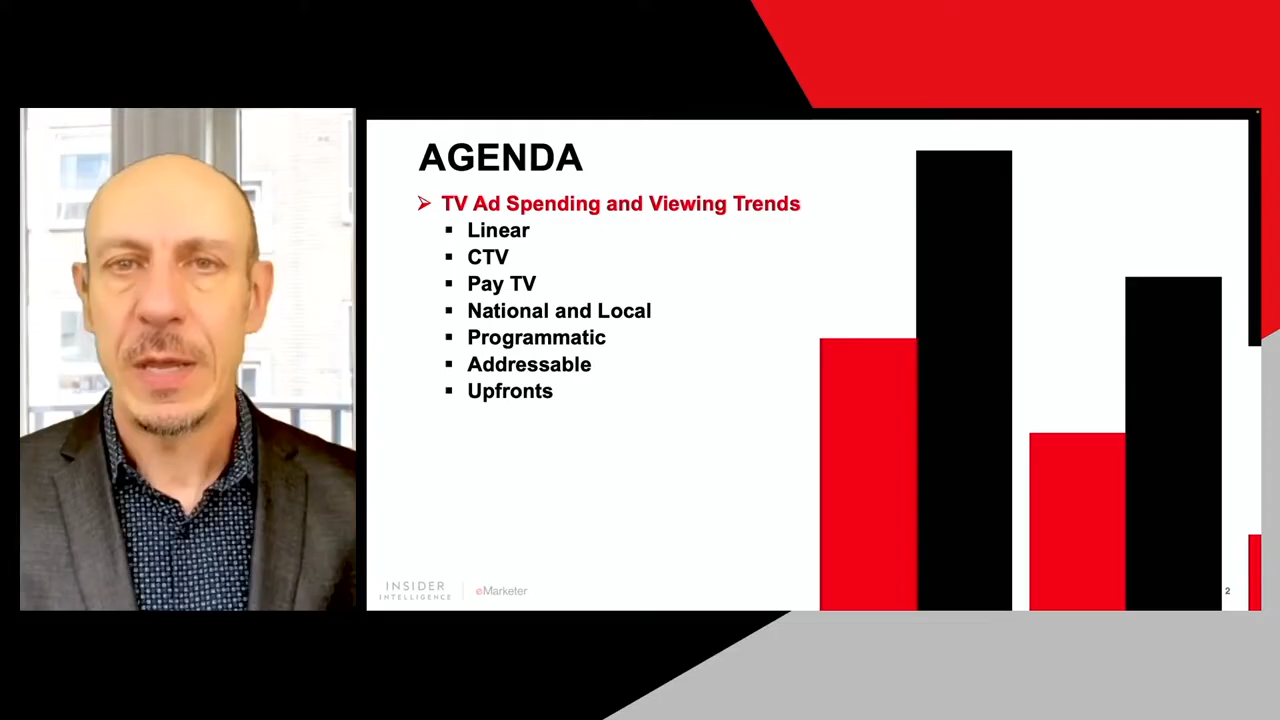 AGENDA
➢ TV Ad Spending and Viewing Trends
▪ Linear
▪ CTV
▪ Pay TV
▪ National and Local
▪ Programmatic
▪ Addressable
▪ Upfronts
INSIDER
INTELLIGENCE
eMarketer
2